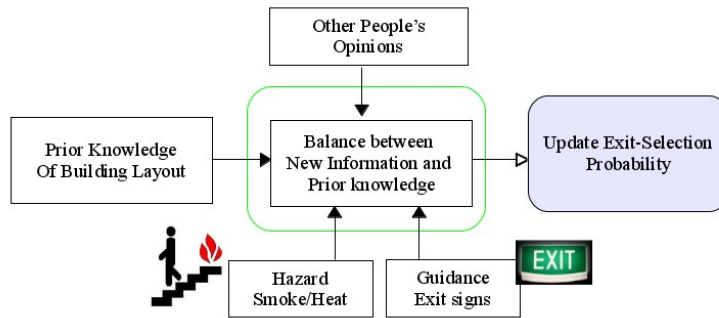 Other People's
Opinions
Prior Knowledge
Of Building Layout
Balance between
New Information and
Prior knowledge
Update Exit-Selection
Probability
Hazard
Smoke/Heat
Guidance
Exit signs
EXIT